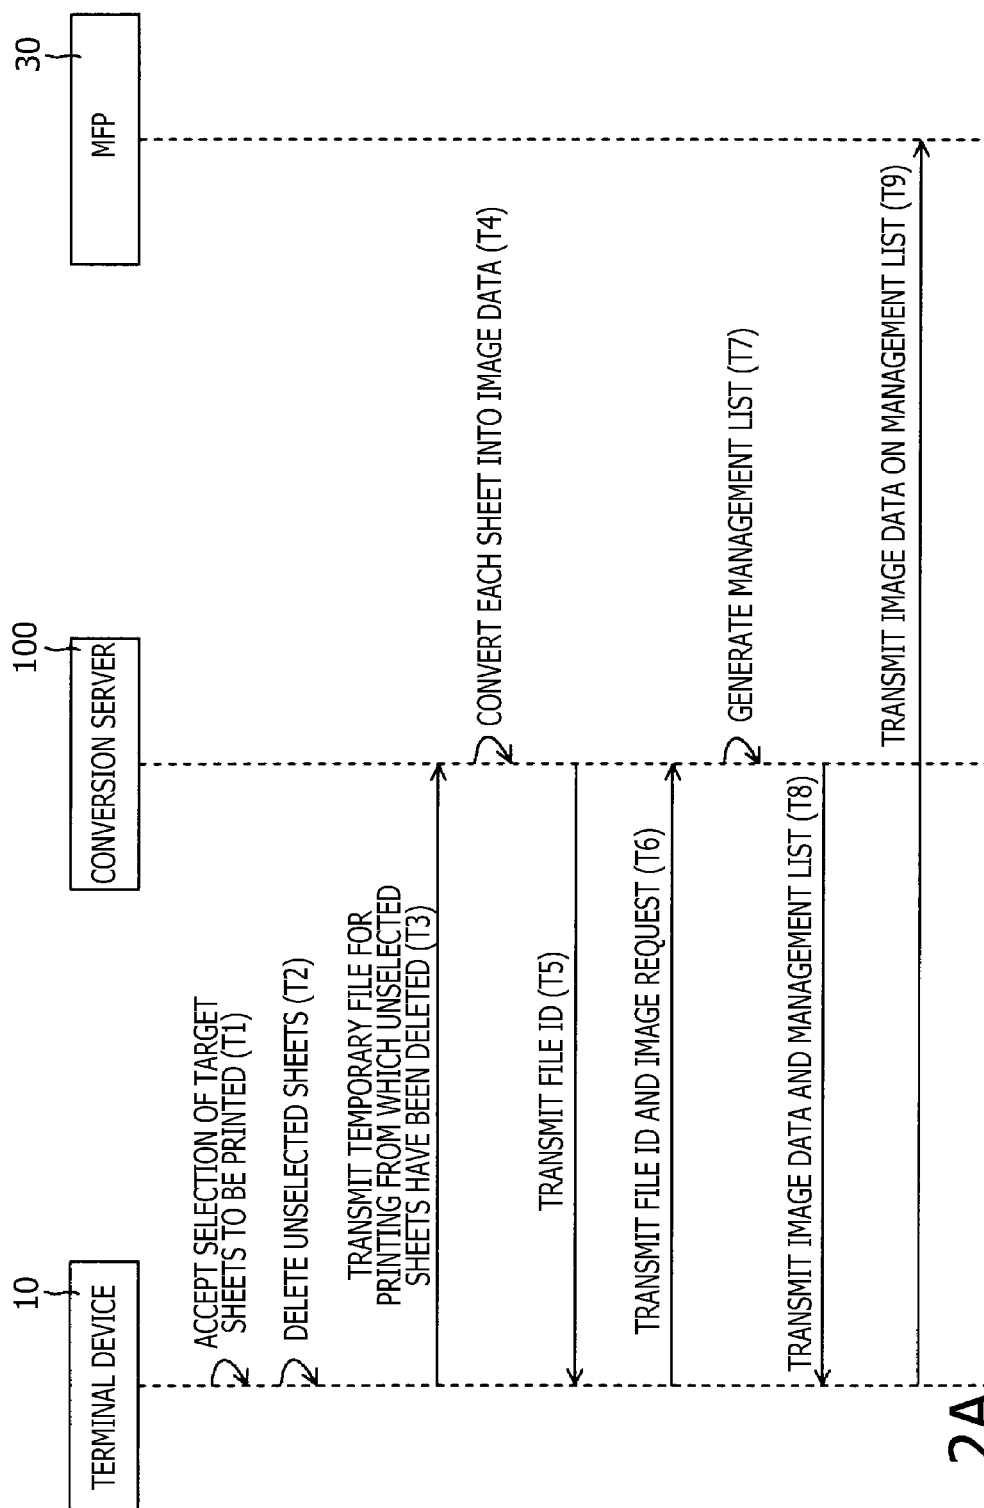 10
TERMINAL DEVICE
100
CONVERSION SERVER
30
MFP
ACCEPT SELECTION OF TARGET
SHEETS TO BE PRINTED (T1)
DELETE UNSELECTED SHEETS (T2)
TRANSMIT TEMPORARY FILE FOR
PRINTING FROM WHICH UNSELECTED
SHEETS HAVE BEEN DELETED (T3)
CONVERT EACH SHEET INTO IMAGE DATA (T4)
TRANSMIT FILE ID (T5)
TRANSMIT FILE ID AND IMAGE REQUEST (T6)
GENERATE MANAGEMENT LIST (T7)
TRANSMIT IMAGE DATA AND MANAGEMENT LIST (T8)
TRANSMIT IMAGE DATA ON MANAGEMENT LIST (T9)
2A